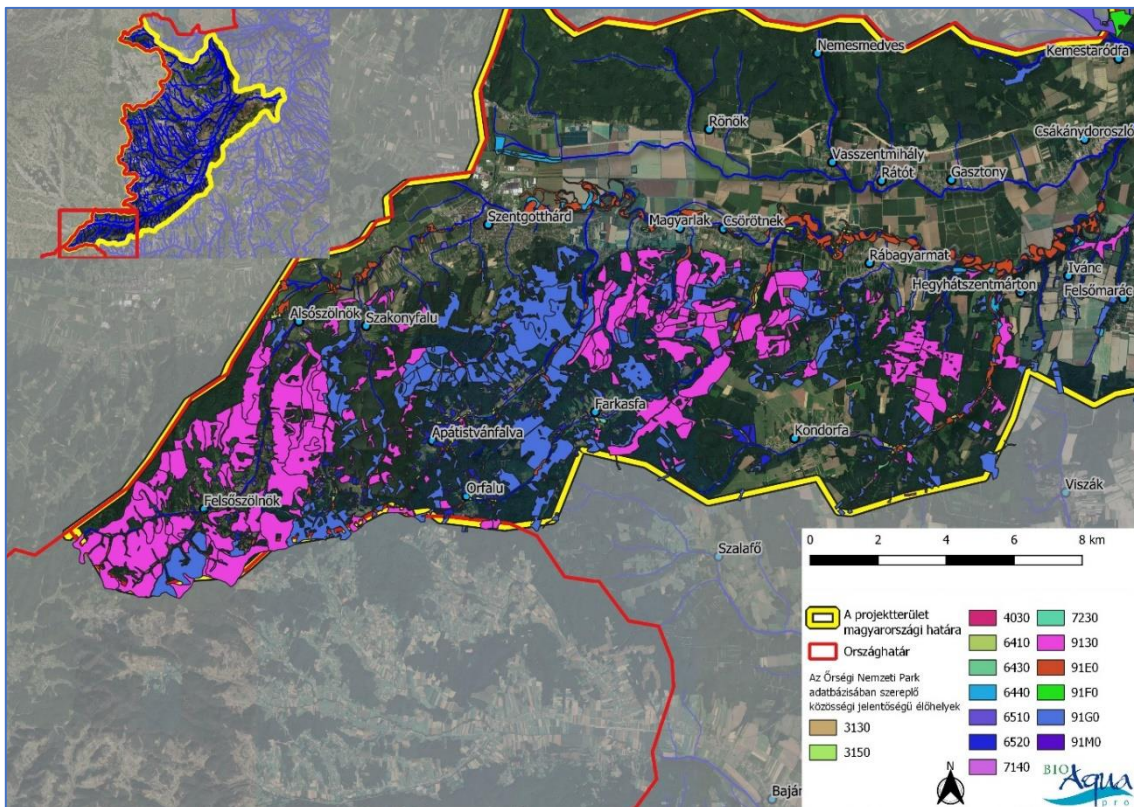 Nemesmedves
Kemestaródfa
Rönök
Csákánydoroszló
Vasszentmihály
Rátót
Gasztony
Szentgotthárd
Magyarlak
Csörötnek
Rábagyarmat
Ivánc
Hegyhátszentmárton
Felsőmarác
Alsószölnök
Szakonyfalu
Farkasfa
Apátistvánfalva
Kondorfa
Orfalu
Viszák
Felsőszölnök
Szalafő
0 2 4 6 8 km
A projektterület
magyarországi határa
Országhatár
Az Őrségi Nemzeti Park
adatbázisában szereplő
közösségi jelentőségű élőhelyek
3130
3150
4030
6410
6430
6440
6510
6520
7140
7230
9130
91E0
91F0
91G0
91M0
N
BIO
Aqua
pro